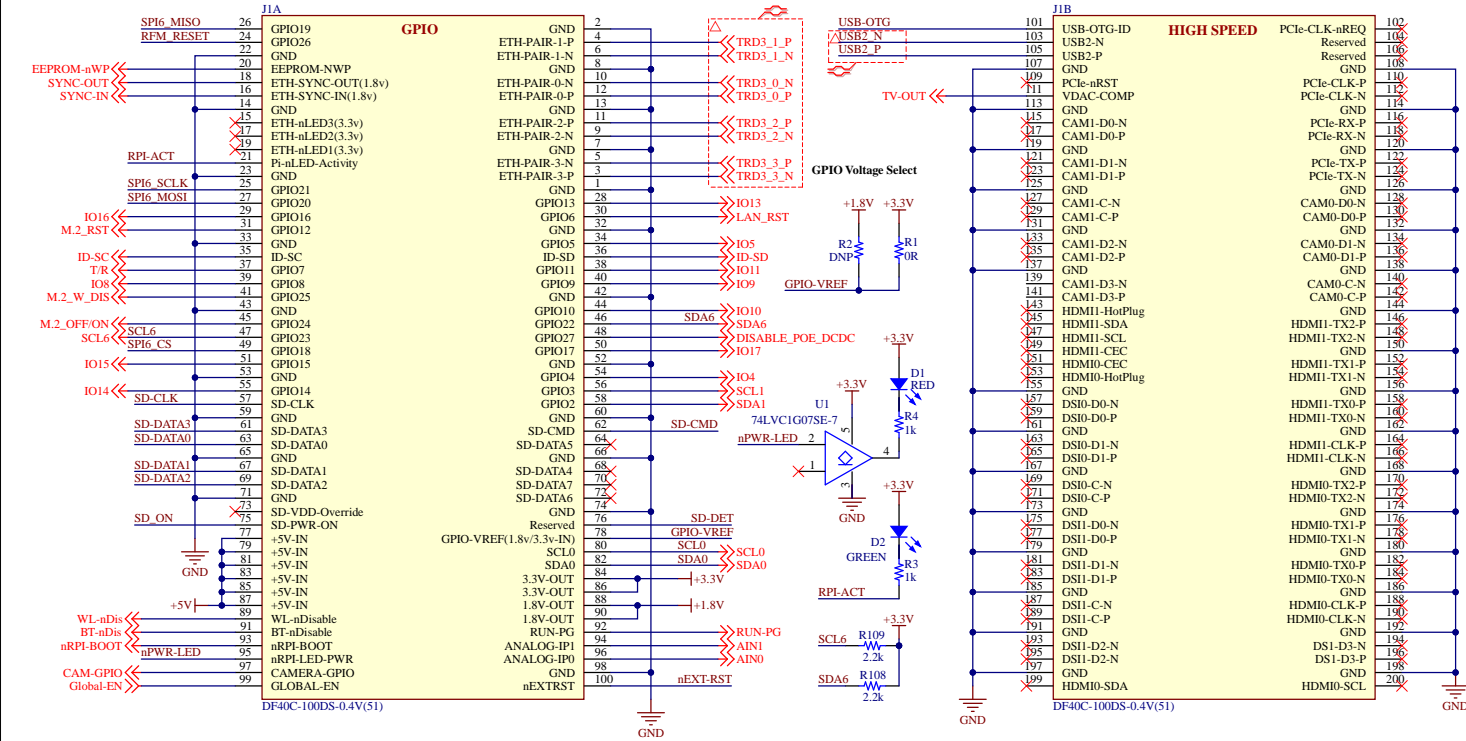 J1A
GPIO
SPI6_MISO 26 GPIO19 GND 2
RFM_RESET 24 GPIO26 ETH-PAIR-1-P 4 TRD3_1_P
22 GND ETH-PAIR-1-N 6 TRD3_1_N
EEPROM-nWP 20 EEPROM-NWP GND 8
SYNC-OUT 18 ETH-SYNC-OUT(1.8v) ETH-PAIR-0-N 10 TRD3_0_N
SYNC-IN 16 ETH-SYNC-IN(1.8v) ETH-PAIR-0-P 12 TRD3_0_P
14 GND GND 13
15 ETH-nLED3(3.3v) ETH-PAIR-2-P 11 TRD3_2_P
17 ETH-nLED2(3.3v) ETH-PAIR-2-N 9 TRD3_2_N
19 ETH-nLED1(3.3v) GND 7
RPI-ACT 21 Pi-nLED-Activity ETH-PAIR-3-N 5 TRD3_3_P
23 GND ETH-PAIR-3-P 3 TRD3_3_N
SPI6_SCLK 25 GPIO21 GND 1
SPI6_MOSI 27 GPIO20 GPIO13 28 IO13
IO16 29 GPIO16 GPIO6 30 LAN_RST
M.2_RST 31 GPIO12 GND 32
33 GND GPIO5 34 IO5
ID-SC 35 ID-SC ID-SD 36 ID-SD
T/R 37 GPIO7 GPIO11 38 IO11
IO8 39 GPIO8 GPIO9 40 IO9
M.2_W_DIS 41 GPIO25 GND 42
43 GND GPIO10 44 IO10
M.2_OFF/ON 45 GPIO24 GPIO22 46 SDA6 SDA6
SCL6 SCL6 47 GPIO23 GPIO27 48 DISABLE_POE_DCDC
SPI6_CS 49 GPIO18 GPIO17 50 IO17
IO15 51 GPIO15 GND 52
53 GND GPIO4 54 IO4
IO14 55 GPIO14 GPIO3 56 SCL1
SD-CLK 57 SD-CLK GPIO2 58 SDA1
59 GND GND 60
SD-DATA3 61 SD-DATA3 SD-CMD 62 SD-CMD
SD-DATA0 63 SD-DATA0 SD-DATA5 64
65 GND GND 66
SD-DATA1 67 SD-DATA1 SD-DATA4 68
SD-DATA2 69 SD-DATA2 SD-DATA7 70
71 GND SD-DATA6 72
73 SD-VDD-Override GND 74
SD_ON 75 SD-PWR-ON Reserved 76 SD-DET
77 +5V-IN GPIO-VREF(1.8v/3.3v-IN) 78 GPIO-VREF
79 +5V-IN SCL0 80 SCL0 SCL0
81 +5V-IN SDA0 82 SDA0 SDA0
83 +5V-IN 3.3V-OUT 84 +3.3V
85 +5V-IN 3.3V-OUT 86
+5V 87 +5V-IN 1.8V-OUT 88 +1.8V
WL-nDis 89 WL-nDisable 1.8V-OUT 90
BT-nDis 91 BT-nDisable RUN-PG 92 RUN-PG
nRPI-BOOT 93 nRPI-BOOT ANALOG-IP1 94 AIN1
nPWR-LED 95 nRPI-LED-PWR ANALOG-IP0 96 AIN0
CAM-GPIO 97 CAMERA-GPIO GND 98
Global-EN 99 GLOBAL-EN nEXTRST 100 nEXT-RST
DF40C-100DS-0.4V(51)
GND
GND
GPIO Voltage Select
+1.8V +3.3V
R2 DNP
R1 0R
GPIO-VREF
+3.3V
D1 RED
R4 1k
+3.3V
U1
74LVC1G07SE-7
nPWR-LED 2
1
5
4
3
GND
+3.3V
D2 GREEN
R3 1k
RPI-ACT
+3.3V
SCL6 R109 2.2k
SDA6 R108 2.2k
J1B
HIGH SPEED
USB-OTG 101 USB-OTG-ID PCIe-CLK-nREQ 102
USB2_N 103 USB2-N Reserved 104
USB2_P 105 USB2-P Reserved 106
107 GND GND 108
109 PCIe-nRST PCIe-CLK-P 110
TV-OUT 111 VDAC-COMP PCIe-CLK-N 112
113 GND GND 114
115 CAM1-D0-N PCIe-RX-P 116
117 CAM1-D0-P PCIe-RX-N 118
119 GND GND 120
121 CAM1-D1-N PCIe-TX-P 122
123 CAM1-D1-P PCIe-TX-N 124
125 GND GND 126
127 CAM1-C-N CAM0-D0-N 128
129 CAM1-C-P CAM0-D0-P 130
131 GND GND 132
133 CAM1-D2-N CAM0-D1-N 134
135 CAM1-D2-P CAM0-D1-P 136
137 GND GND 138
139 CAM1-D3-N CAM0-C-N 140
141 CAM1-D3-P CAM0-C-P 142
143 HDMI1-HotPlug GND 144
145 HDMI1-SDA HDMI1-TX2-P 146
147 HDMI1-SCL HDMI1-TX2-N 148
149 HDMI1-CEC GND 150
151 HDMI0-CEC HDMI1-TX1-P 152
153 HDMI0-HotPlug HDMI1-TX1-N 154
155 GND GND 156
157 DSI0-D0-N HDMI1-TX0-P 158
159 DSI0-D0-P HDMI1-TX0-N 160
161 GND GND 162
163 DSI0-D1-N HDMI1-CLK-P 164
165 DSI0-D1-P HDMI1-CLK-N 166
167 GND GND 168
169 DSI0-C-N HDMI0-TX2-P 170
171 DSI0-C-P HDMI0-TX2-N 172
173 GND GND 174
175 DSI1-D0-N HDMI0-TX1-P 176
177 DSI1-D0-P HDMI0-TX1-N 178
179 GND GND 180
181 DSI1-D1-N HDMI0-TX0-P 182
183 DSI1-D1-P HDMI0-TX0-N 184
185 GND GND 186
187 DSI1-C-N HDMI0-CLK-P 188
189 DSI1-C-P HDMI0-CLK-N 190
191 GND GND 192
193 DSI1-D2-N DS1-D3-N 194
195 DSI1-D2-N DS1-D3-P 196
197 GND GND 198
199 HDMI0-SDA HDMI0-SCL 200
DF40C-100DS-0.4V(51)
GND
GND